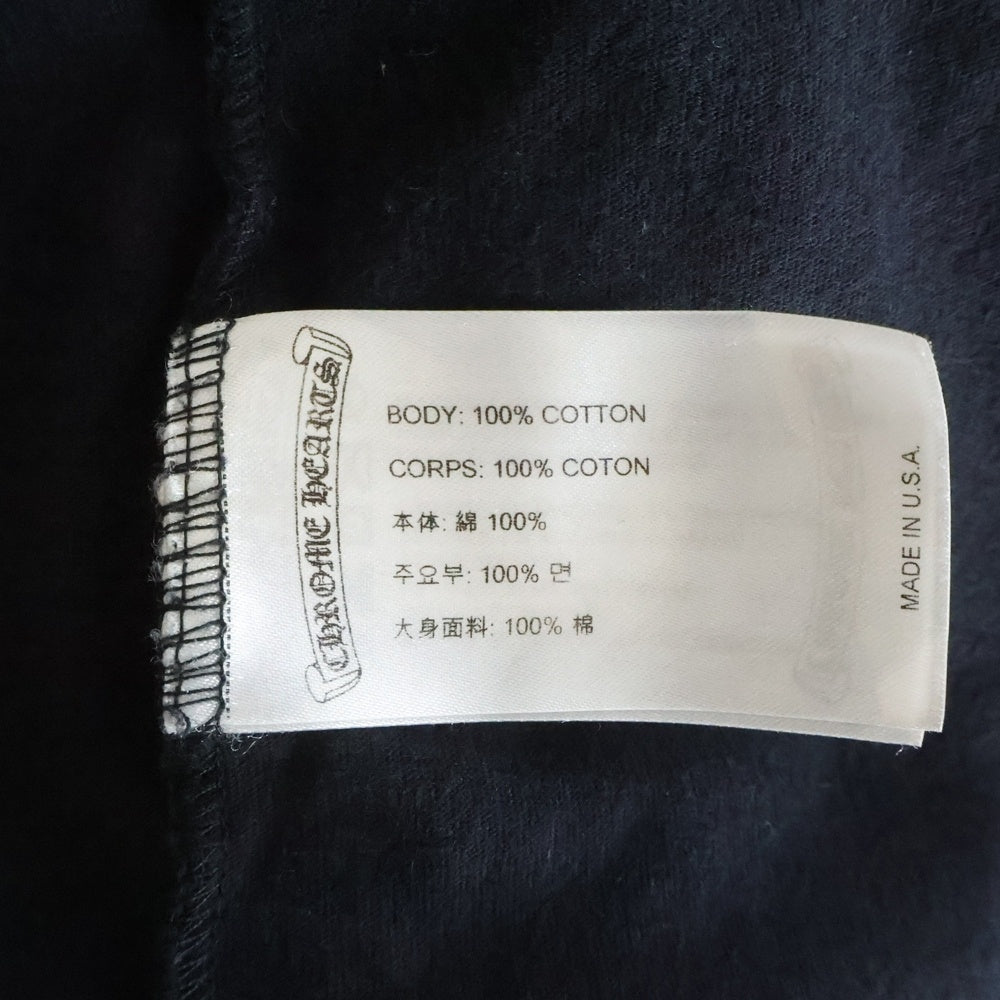 CHROME HEARTS
BODY: 100% COTTON
CORPS: 100% COTON
本体: 綿 100%
주요부: 100% 면
大身面料: 100% 棉
MADE IN U.S.A.